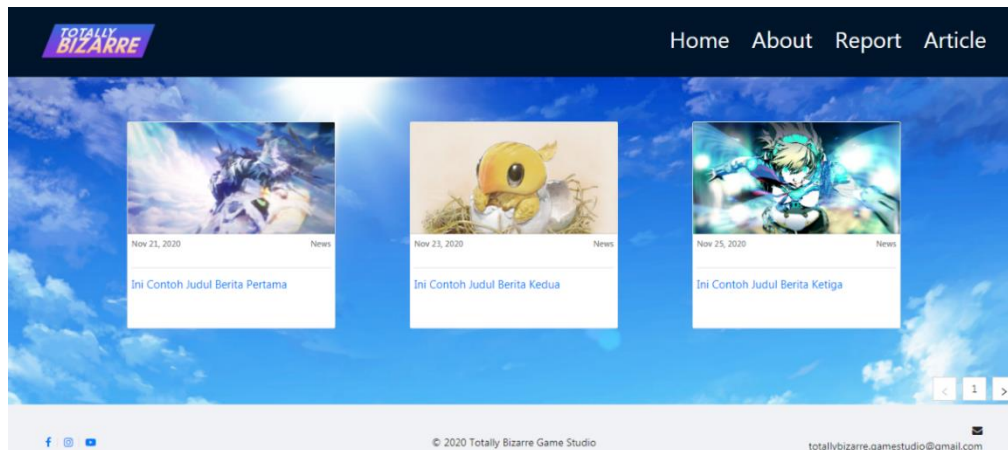 TOTALLY
BIZARRE
Home About Report Article
Nov 21, 2020 News
Ini Contoh Judul Berita Pertama
Nov 23, 2020 News
Ini Contoh Judul Berita Kedua
Nov 25, 2020 News
Ini Contoh Judul Berita Ketiga
< 1 >
© 2020 Totally Bizarre Game Studio
totallybizarre.gamestudio@gmail.com